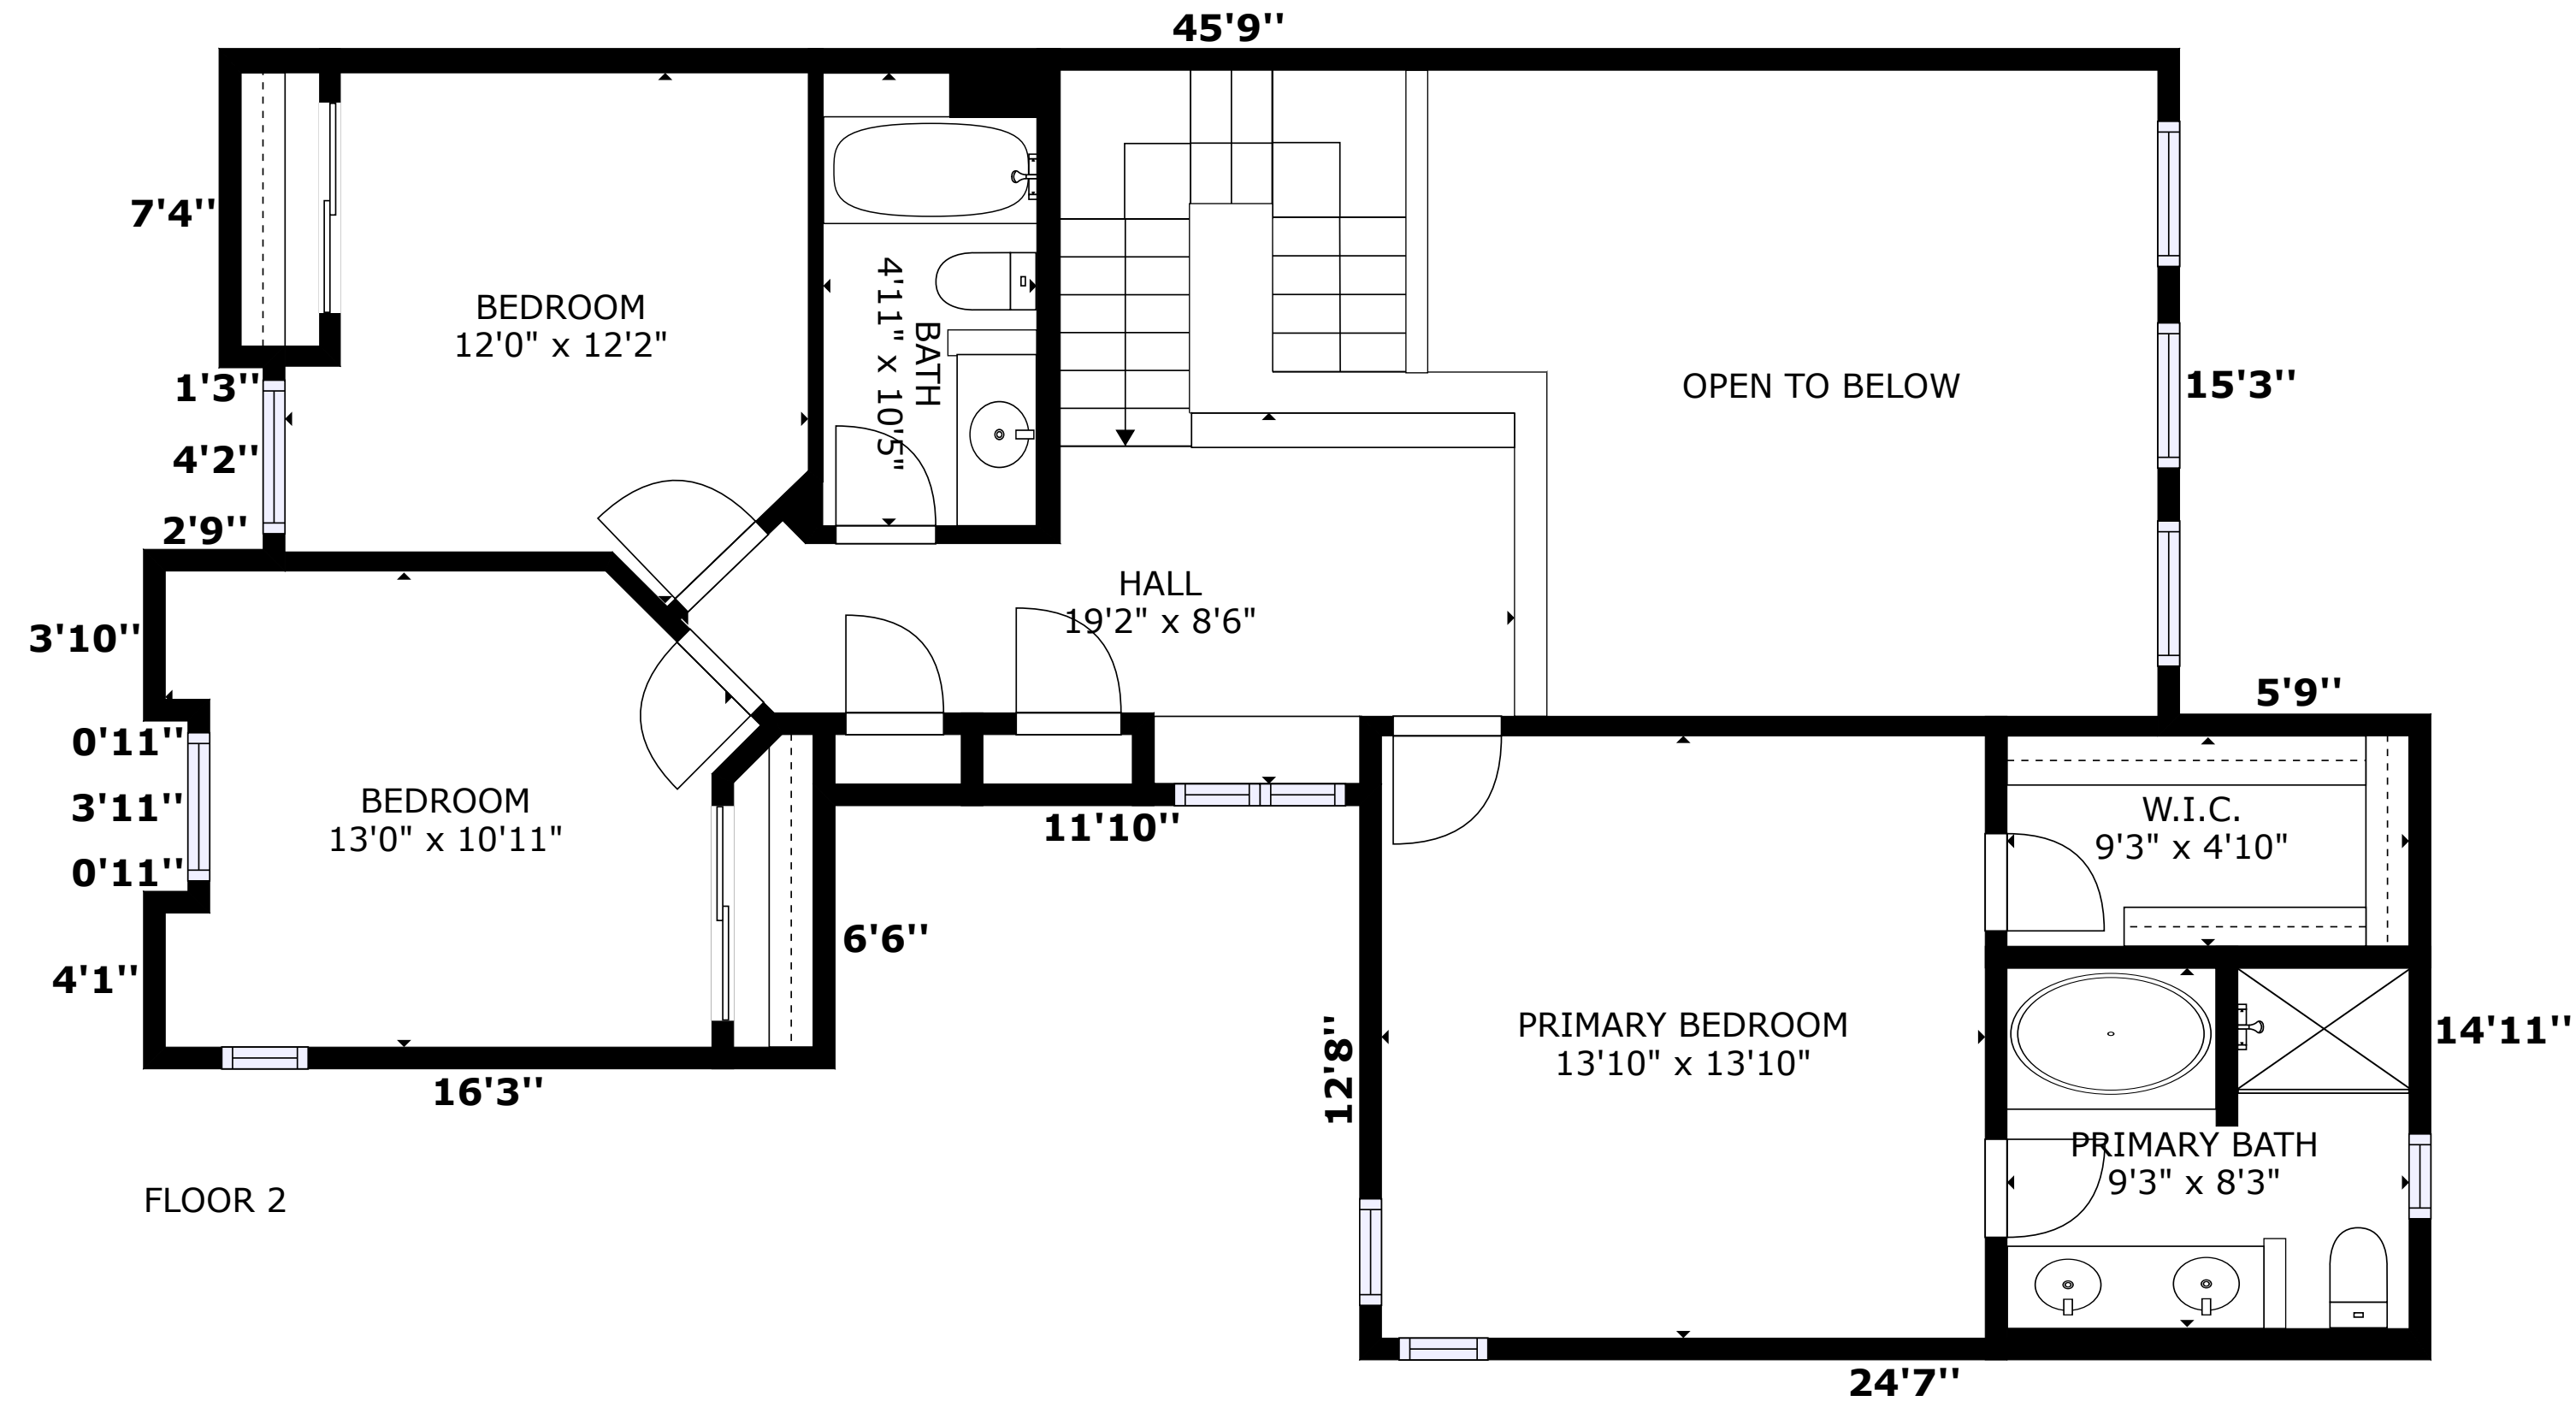 45'9''
7'4''
BEDROOM
12'0" x 12'2"
BATH
4'11" x 10'5"
OPEN TO BELOW
15'3''
1'3''
4'2''
2'9''
HALL
19'2" x 8'6"
3'10''
5'9''
0'11''
3'11''
0'11''
BEDROOM
13'0" x 10'11"
11'10''
W.I.C.
9'3" x 4'10"
6'6''
4'1''
PRIMARY BEDROOM
13'10" x 13'10"
12'8''
14'11''
16'3''
PRIMARY BATH
9'3" x 8'3"
FLOOR 2
24'7''